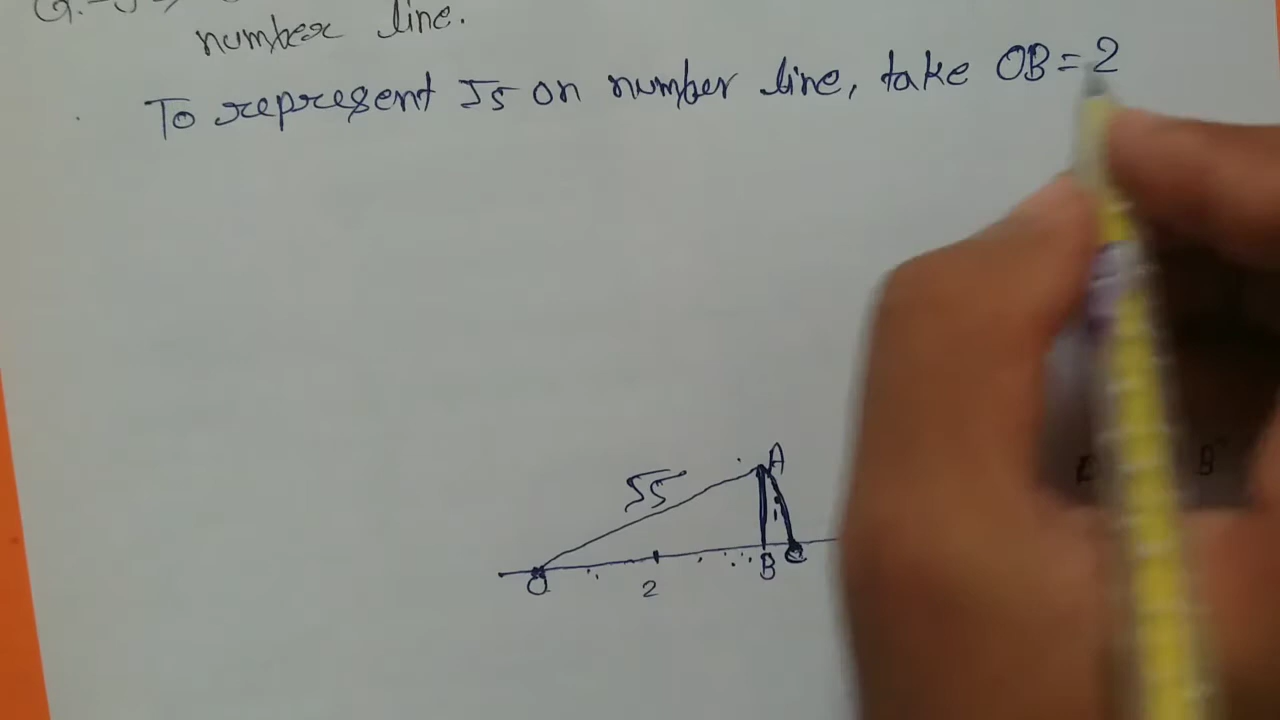 number line.
To represent √5 on number line, take OB = 2
√5
A
B
O
2
B
C